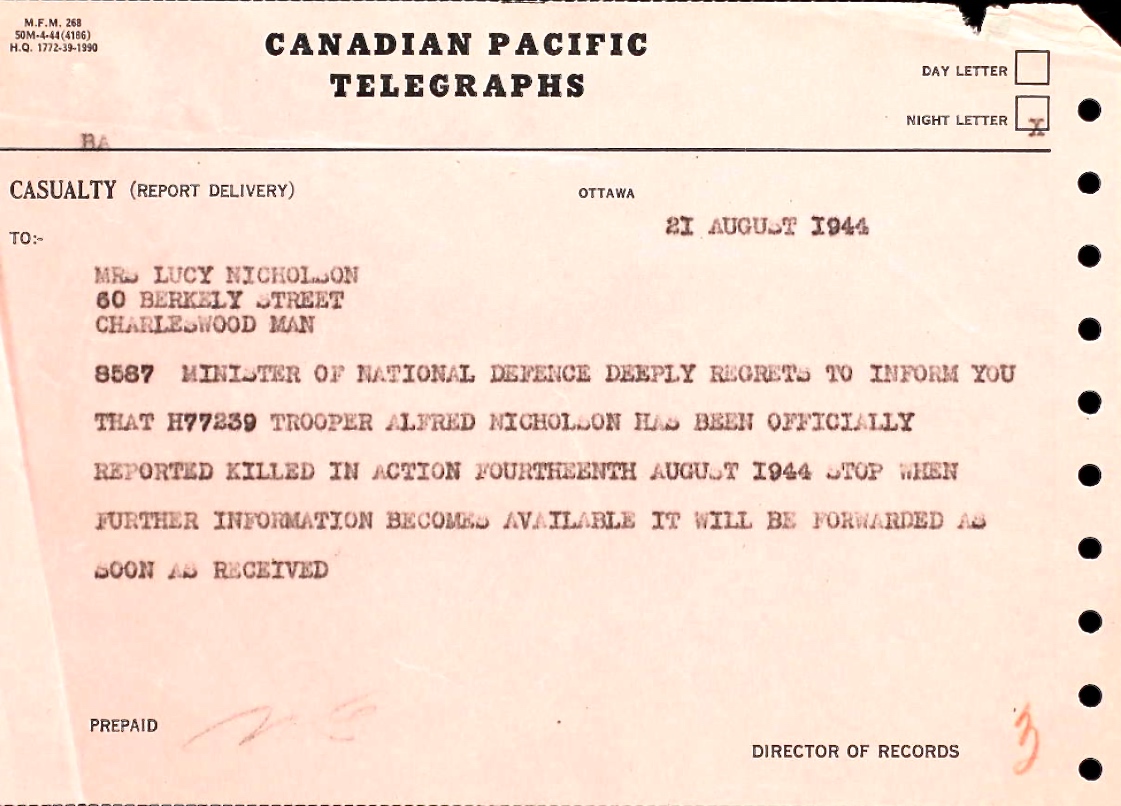 M.F.M. 268
50M-4-44(4186)
H.Q. 1772-39-1990
CANADIAN PACIFIC
TELEGRAPHS
DAY LETTER
NIGHT LETTER X
BA
CASUALTY (REPORT DELIVERY)
OTTAWA
21 AUGUST 1944
TO:-
MRS LUCY NICHOLSON
60 BERKELY STREET
CHARLESWOOD MAN
8587 MINISTER OF NATIONAL DEFENCE DEEPLY REGRETS TO INFORM YOU
THAT H77239 TROOPER ALFRED NICHOLSON HAS BEEN OFFICIALLY
REPORTED KILLED IN ACTION FOURTHEENTH AUGUST 1944 STOP WHEN
FURTHER INFORMATION BECOMES AVAILABLE IT WILL BE FORWARDED AS
SOON AS RECEIVED
PREPAID
DIRECTOR OF RECORDS
3